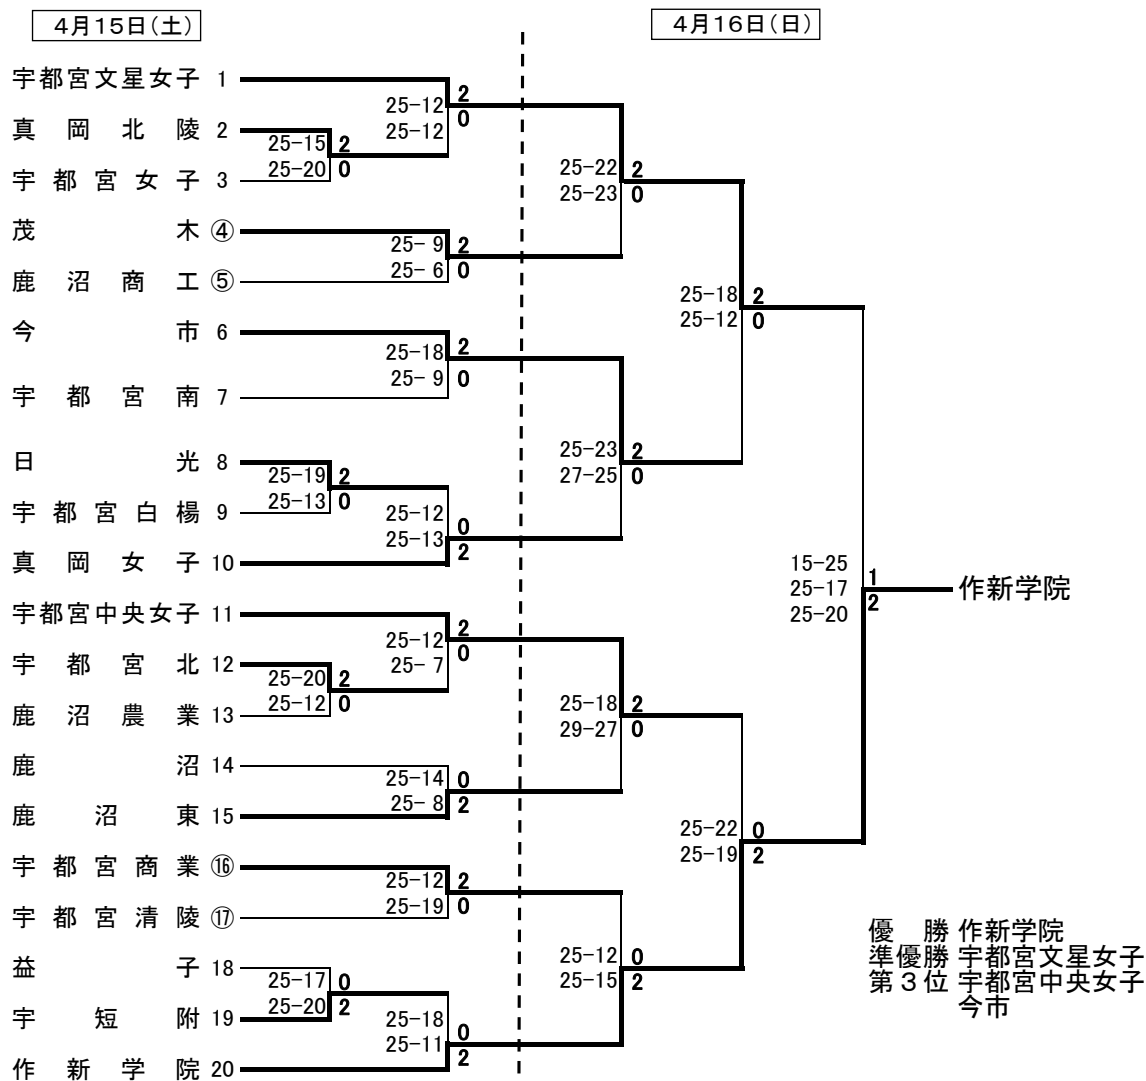 ４月１５日（土）
４月１６日（日）
宇都宮文星女子 1
25-12 2
25-12 0
真岡北陵 2
25-15 2
25-20 0
宇都宮女子 3
25-22 2
25-23 0
茂木 ④
25- 9 2
25- 6 0
鹿沼商工 ⑤
25-18 2
25-12 0
今市 6
25-18 2
25- 9 0
宇都宮南 7
25-23 2
27-25 0
日光 8
25-19 2
25-13 0
宇都宮白楊 9
25-12 0
25-13 2
真岡女子 10
15-25
25-17
25-20
1
2
作新学院
宇都宮中央女子 11
25-12 2
25- 7 0
宇都宮北 12
25-20 2
25-12 0
鹿沼農業 13
25-18 2
29-27 0
鹿沼 14
25-14 0
25- 8 2
鹿沼東 15
25-22 0
25-19 2
宇都宮商業 ⑯
25-12 2
25-19 0
宇都宮清陵 ⑰
25-12 0
25-15 2
益子 18
25-17 0
25-20 2
宇短附 19
25-18 0
25-11 2
作新学院 20
優　勝 作新学院
準優勝 宇都宮文星女子
第３位 宇都宮中央女子
今市